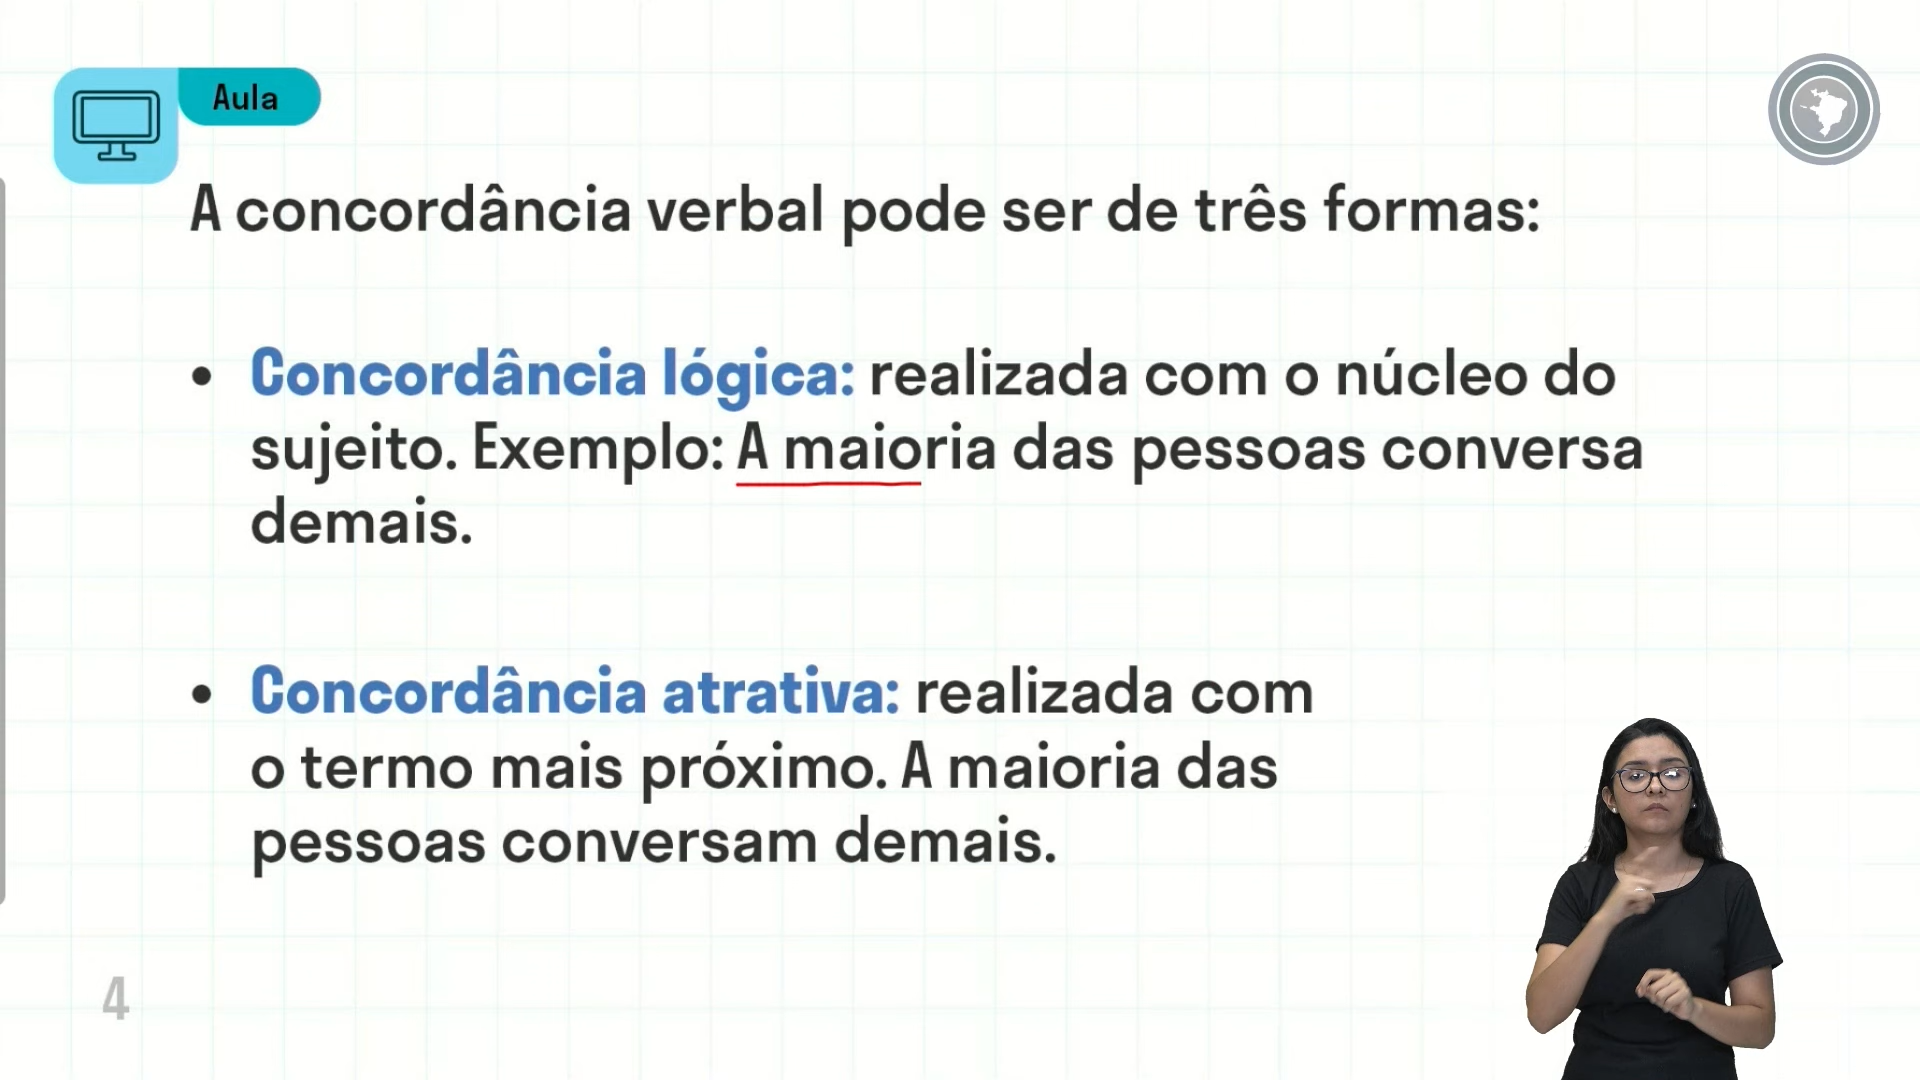 Aula
A concordância verbal pode ser de três formas:
• Concordância lógica: realizada com o núcleo do
sujeito. Exemplo: A maioria das pessoas conversa
demais.
• Concordância atrativa: realizada com
o termo mais próximo. A maioria das
pessoas conversam demais.
4